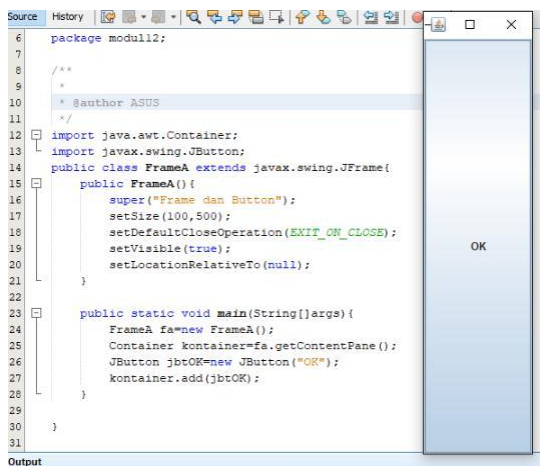 Source History
6 package modul12;
7
8 /**
9 *
10 * @author ASUS
11 */
12 import java.awt.Container;
13 import javax.swing.JButton;
14 public class FrameA extends javax.swing.JFrame{
15 public FrameA(){
16 super("Frame dan Button");
17 setSize(100,500);
18 setDefaultCloseOperation(EXIT_ON_CLOSE);
19 setVisible(true);
20 setLocationRelativeTo(null);
21 }
22
23 public static void main(String[]args){
24 FrameA fa=new FrameA();
25 Container kontainer=fa.getContentPane();
26 JButton jbtOK=new JButton("OK");
27 kontainer.add(jbtOK);
28 }
29
30 }
31
Output
OK